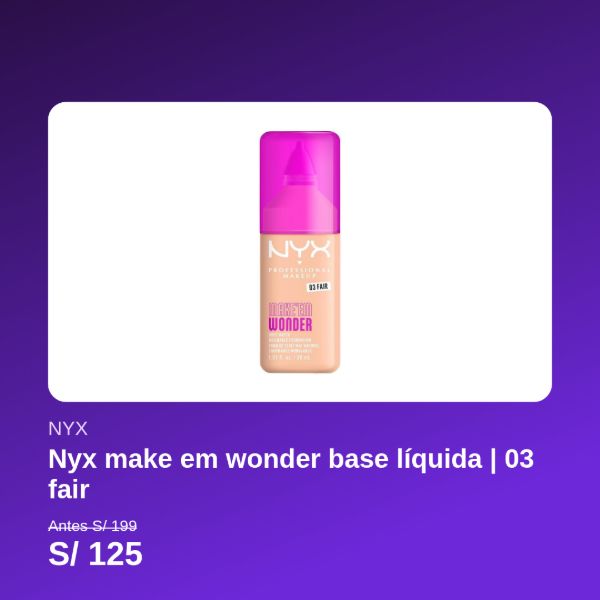 NYX
PROFESSIONAL
MAKEUP
03 FAIR
MAKE'EM
WONDER
NYX
Nyx make em wonder base líquida | 03
fair
Antes S/ 199
S/ 125